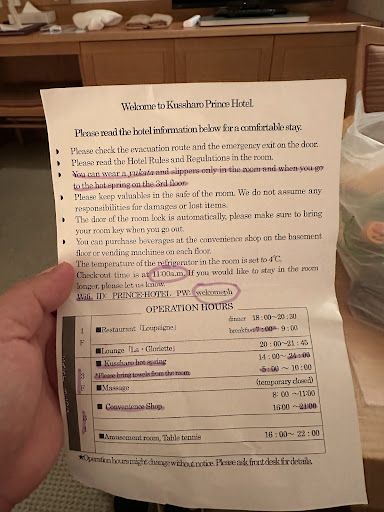 Welcome to Kussharo Prince Hotel.
Please read the hotel information below for a comfortable stay.
Please check the evacuation route and the emergency exit on the door.
Please read the Hotel Rules and Regulations in the room.
You can wear a yukata and slippers only in the room and when you go
to the hot spring on the 3rd floor.
Please keep valuables in the safe of the room. We do not assume any
responsibilities for damages or lost items.
The door of the room lock is automatically, please make sure to bring
your room key when you go out.
You can purchase beverages at the convenience shop on the basement
floor or vending machines on each floor.
The temperature of the refrigerator in the room is set to 4℃.
Check-out time is at 11:00a.m. If you would like to stay in the room
longer, please let us know.
Wifi ID: PRINCE-HOTEL PW:
OPERATION HOURS
1F ■Restaurant「Loupaigne」 dinner 18:00~20:30
breakfast 7:00~ 9:00
■Lounge「La・Gloriette」 20:00~21:45
■Kussharo hot spring 14:00~24:00
※Please bring towels from the room 5:00 ~ 10:00
■Massage (temporary closed)
■ Convenience Shop 8:00 ~11:00
16:00 ~21:00
■Amusement room, Table tennis 16:00~ 22:00
★Operation hours might change without notice. Please ask front desk for details.